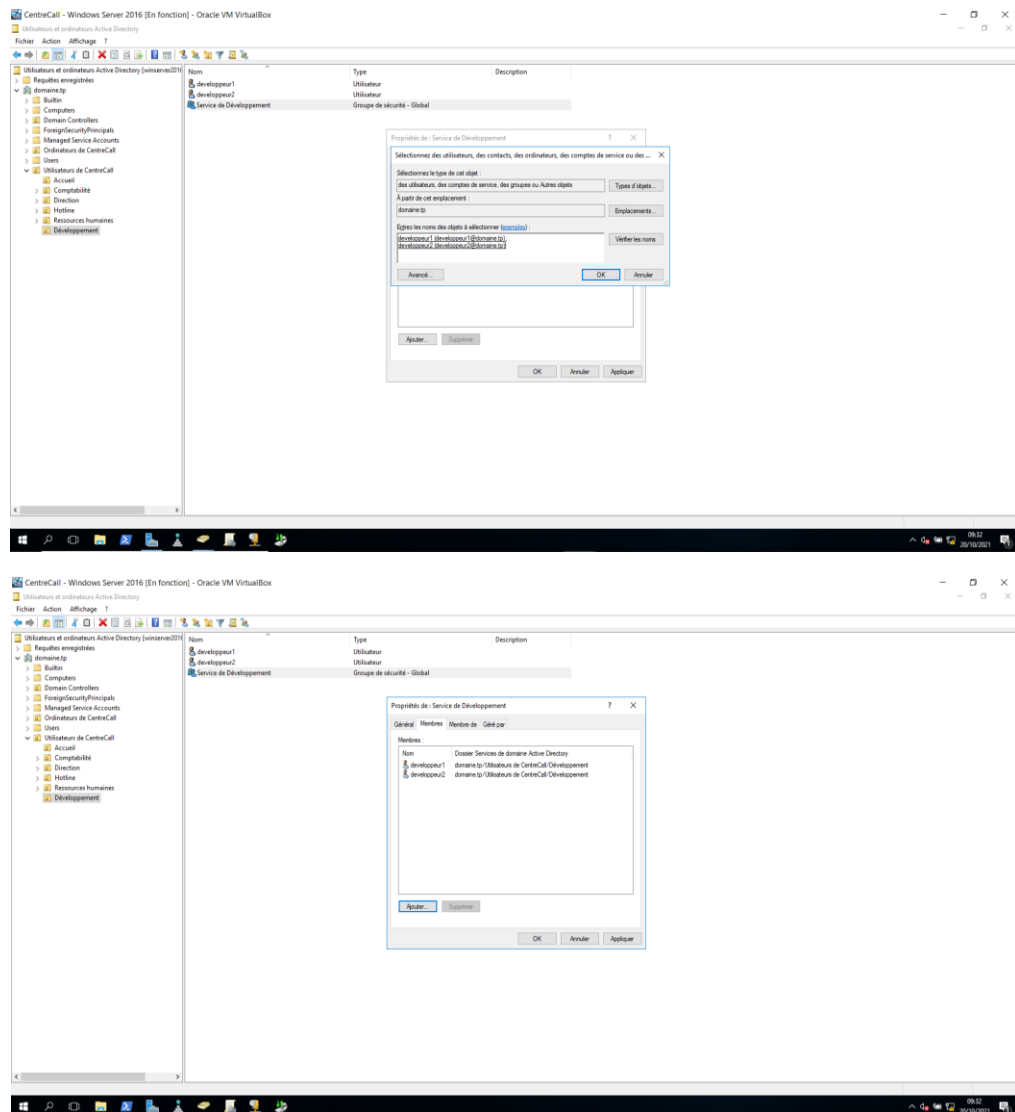 CentreCall - Windows Server 2016 [En fonction] - Oracle VM VirtualBox
Utilisateurs et ordinateurs Active Directory
Fichier Action Affichage ?
Utilisateurs et ordinateurs Active Directory [winserver2016
Requêtes enregistrées
domaine.tp
Builtin
Computers
Domain Controllers
ForeignSecurityPrincipals
Managed Service Accounts
Ordinateurs de CentreCall
Users
Utilisateurs de CentreCall
Accueil
Comptabilité
Direction
Hotline
Ressources humaines
Développement
Nom Type Description
developpeur1 Utilisateur
developpeur2 Utilisateur
Service de Développement Groupe de sécurité - Global
Propriétés de : Service de Développement ? X
Sélectionnez des utilisateurs, des contacts, des ordinateurs, des comptes de service ou des ... X
Sélectionnez le type de cet objet :
des utilisateurs, des comptes de service, des groupes ou Autres objets Types d'objets...
À partir de cet emplacement :
domaine.tp Emplacements...
Entrez les noms des objets à sélectionner (exemples) :
developpeur1 (developpeur1@domaine.tp); Vérifier les noms
developpeur2 (developpeur2@domaine.tp)
Avancé... OK Annuler
Ajouter... Supprimer
OK Annuler Appliquer
09:32
20/10/2021
CentreCall - Windows Server 2016 [En fonction] - Oracle VM VirtualBox
Utilisateurs et ordinateurs Active Directory
Fichier Action Affichage ?
Utilisateurs et ordinateurs Active Directory [winserver2016
Requêtes enregistrées
domaine.tp
Builtin
Computers
Domain Controllers
ForeignSecurityPrincipals
Managed Service Accounts
Ordinateurs de CentreCall
Users
Utilisateurs de CentreCall
Accueil
Comptabilité
Direction
Hotline
Ressources humaines
Développement
Nom Type Description
developpeur1 Utilisateur
developpeur2 Utilisateur
Service de Développement Groupe de sécurité - Global
Propriétés de : Service de Développement ? X
Général Membres Membre de Géré par
Membres :
Nom Dossier Services de domaine Active Directory
developpeur1 domaine.tp/Utilisateurs de CentreCall/Développement
developpeur2 domaine.tp/Utilisateurs de CentreCall/Développement
Ajouter... Supprimer
OK Annuler Appliquer
09:32
20/10/2021